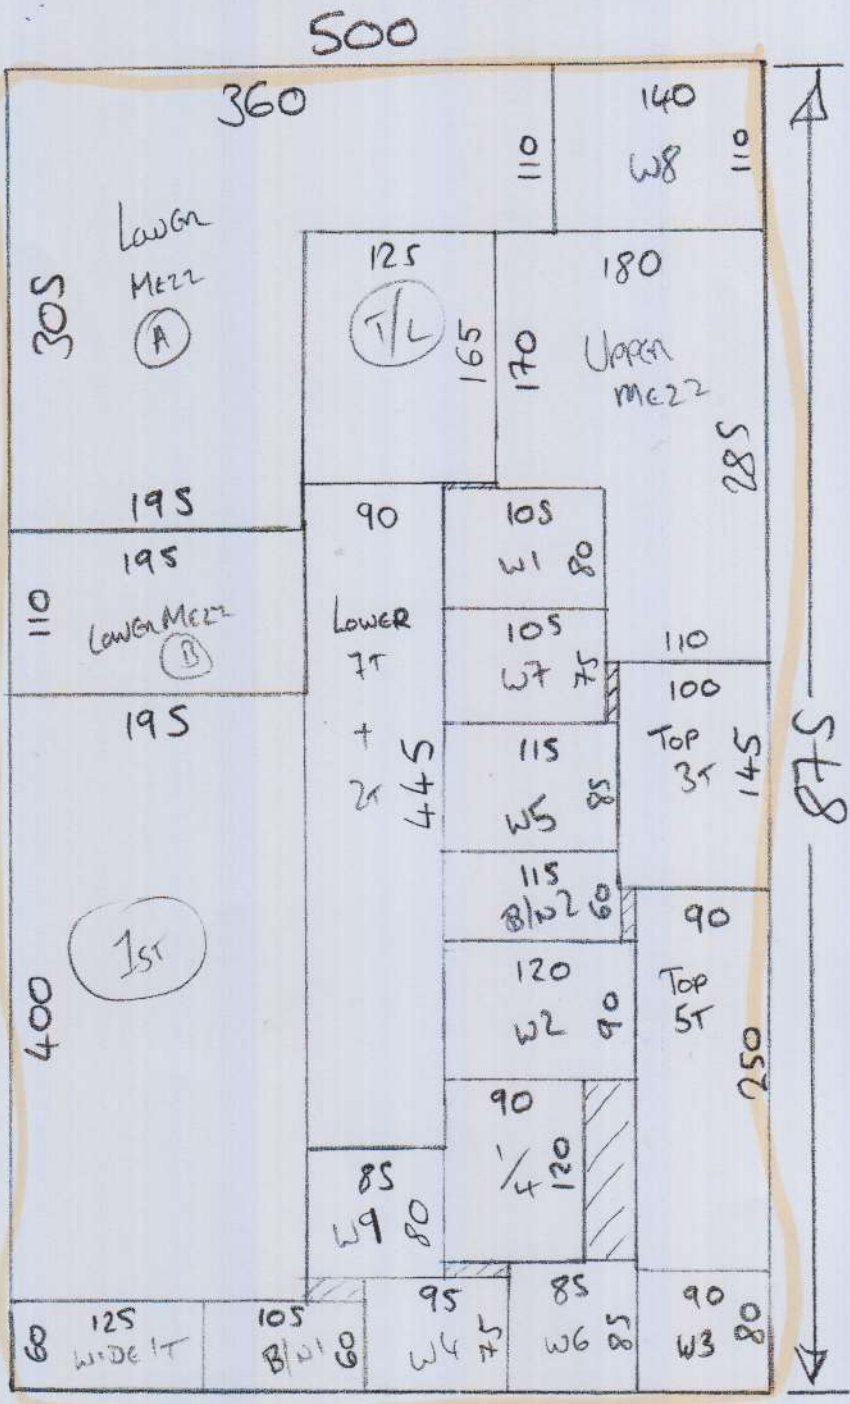 500
360
110
140
W8
110
LOWER
MEZZ
A
305
195
125
T/L
165
170
180
UPPER
MEZZ
285
110
195
110
LOWER MEZZ
B
90
LOWER
7T
+
2T
445
105
W1
80
105
W7
75
115
W5
85
115
B/N2
60
120
W2
90
90
1/4
120
100
TOP
3T
145
90
TOP
5T
250
875
195
1ST
400
85
W9
80
60
125
WIDE 1T
105
B/N1
60
95
W4
75
85
W6
85
90
W3
80